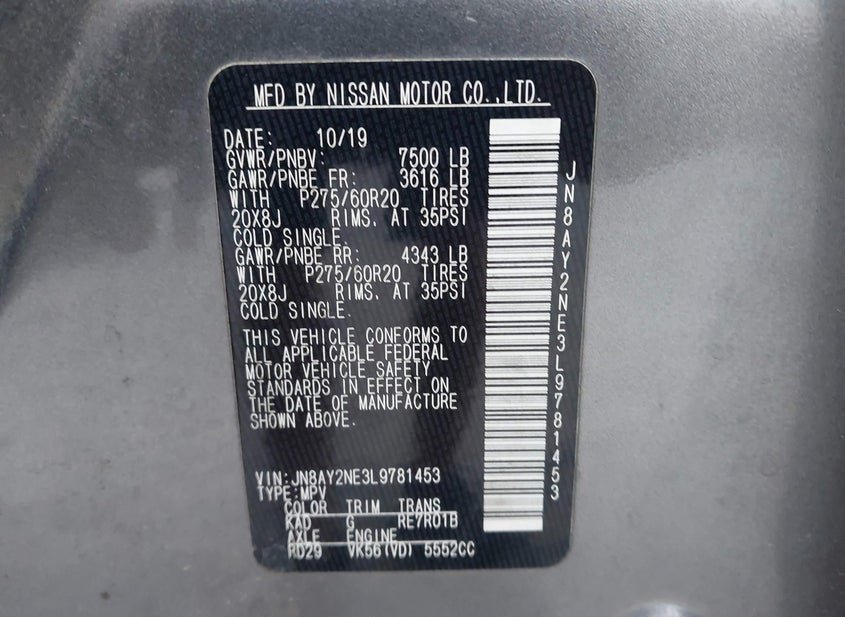 MFD BY NISSAN MOTOR CO.,LTD.
DATE: 10/19
GVWR/PNBV: 7500 LB
GAWR/PNBE FR: 3616 LB
WITH P275/60R20 TIRES
20X8J RIMS. AT 35PSI
COLD SINGLE.
GAWR/PNBE RR: 4343 LB
WITH P275/60R20 TIRES
20X8J RIMS. AT 35PSI
COLD SINGLE.
THIS VEHICLE CONFORMS TO
ALL APPLICABLE FEDERAL
MOTOR VEHICLE SAFETY
STANDARDS IN EFFECT ON
THE DATE OF MANUFACTURE
SHOWN ABOVE.
VIN:JN8AY2NE3L9781453
TYPE:MPV
COLOR TRIM TRANS
KAD G RE7R01B
AXLE ENGINE
RD29 VK56(VD) 5552CC
JN8AY2NE3L9781453